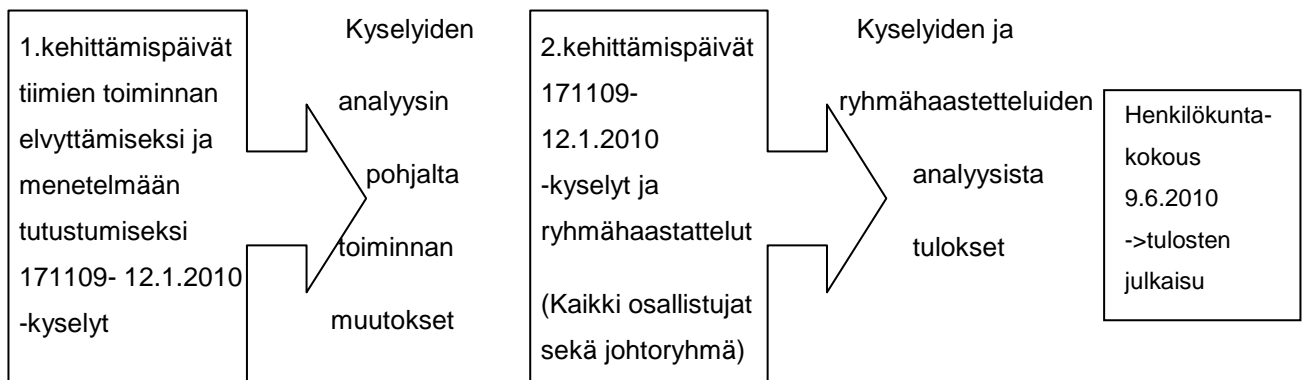 1.kehittämispäivät
tiimien toiminnan
elvyttämiseksi ja
menetelmään
tutustumiseksi
171109- 12.1.2010
-kyselyt
Kyselyiden
analyysin
pohjalta
toiminnan
muutokset
2.kehittämispäivät
171109-
12.1.2010
-kyselyt ja
ryhmähaastattelut
(Kaikki osallistujat
sekä johtoryhmä)
Kyselyiden ja
ryhmähaastetteluiden
analyysista
tulokset
Henkilökunta-
kokous
9.6.2010
->tulosten
julkaisu